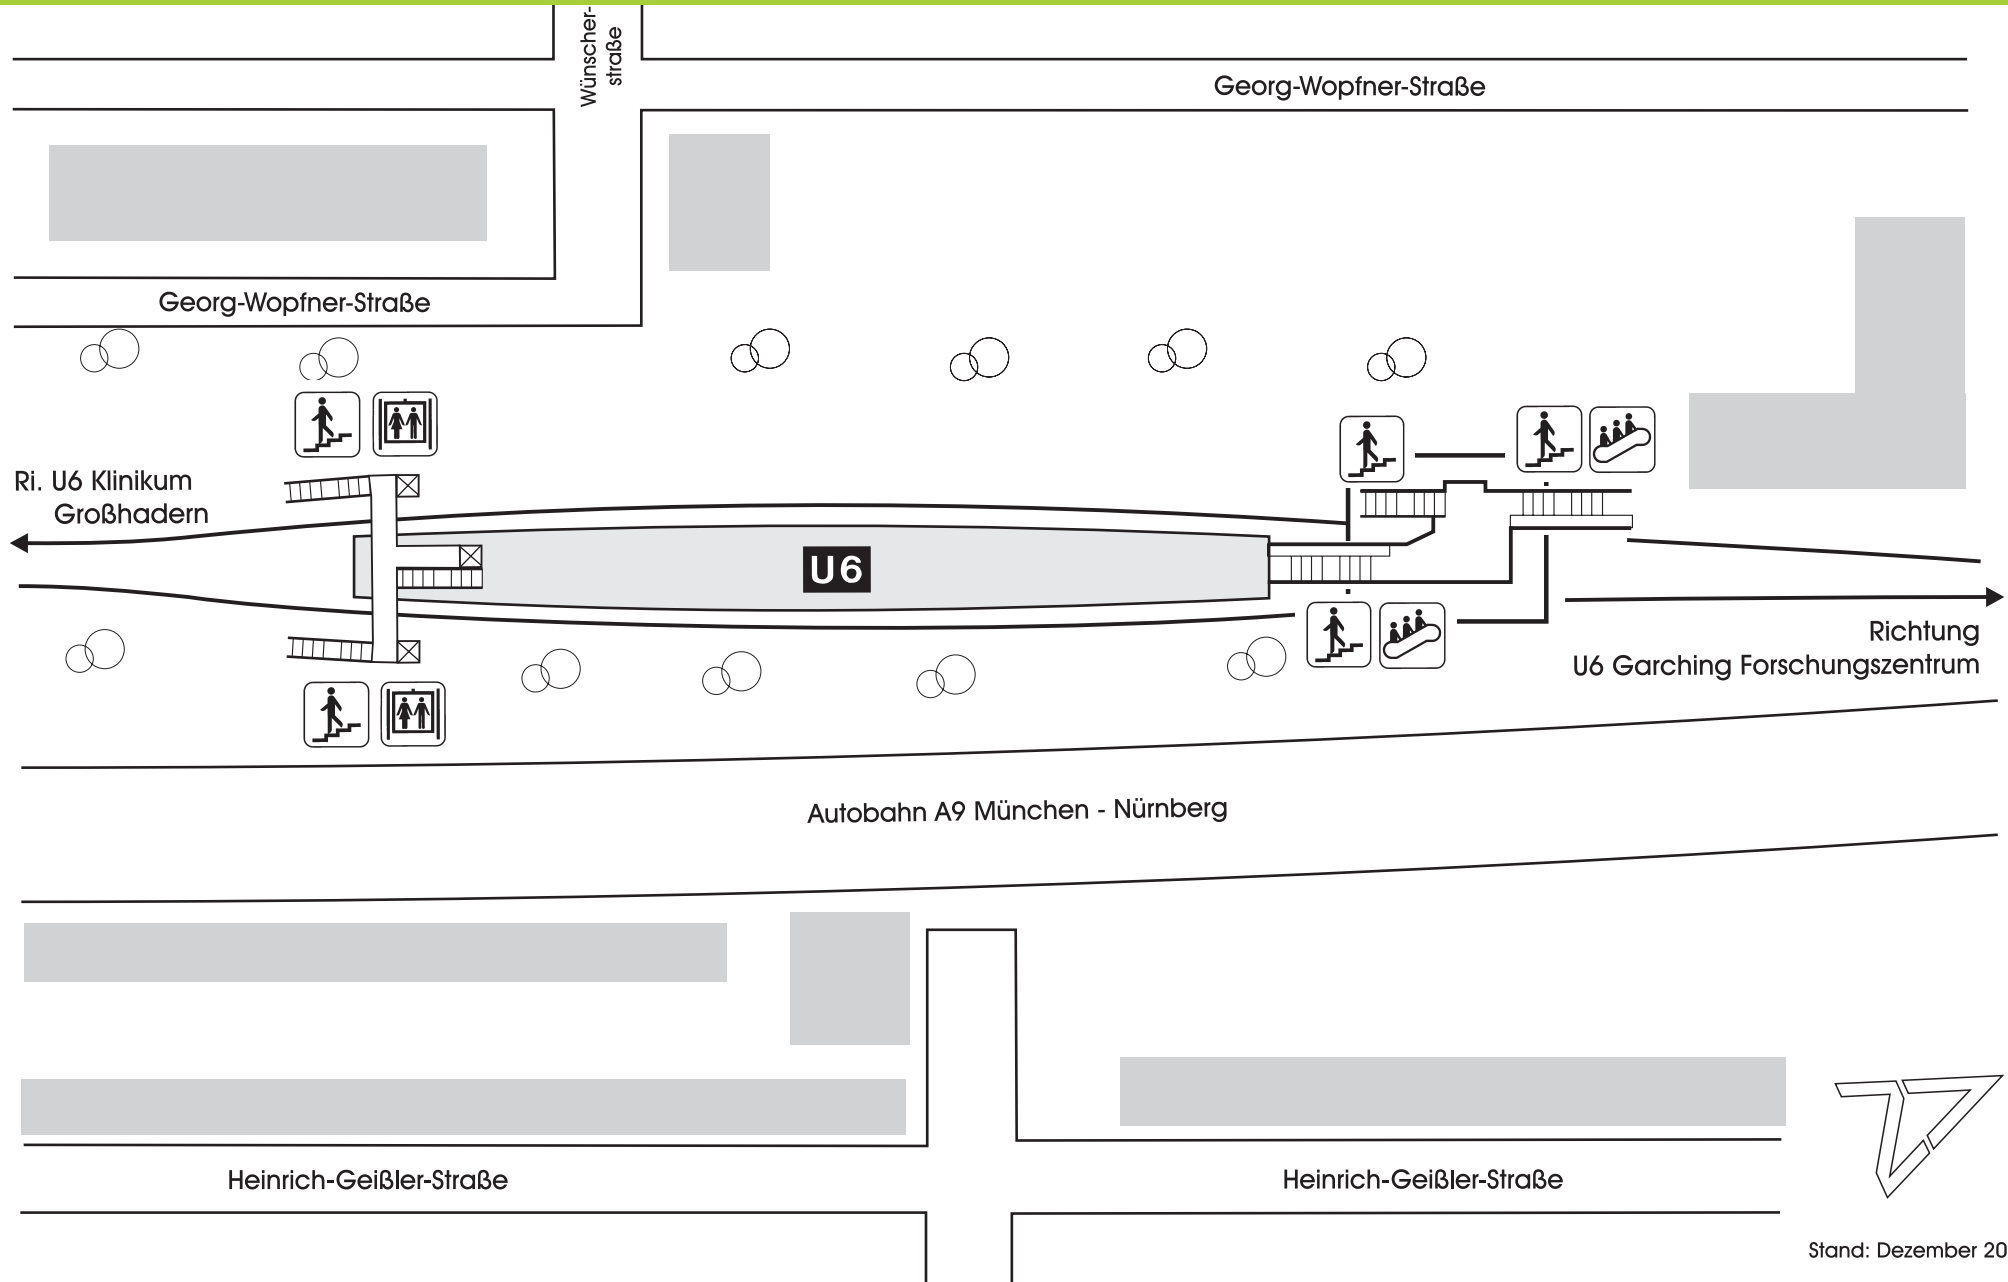 Wünscher-
straße
Georg-Wopfner-Straße
Georg-Wopfner-Straße
Ri. U6 Klinikum
Großhadern
U6
Richtung
U6 Garching Forschungszentrum
Autobahn A9 München - Nürnberg
Heinrich-Geißler-Straße
Heinrich-Geißler-Straße
Stand: Dezember 20